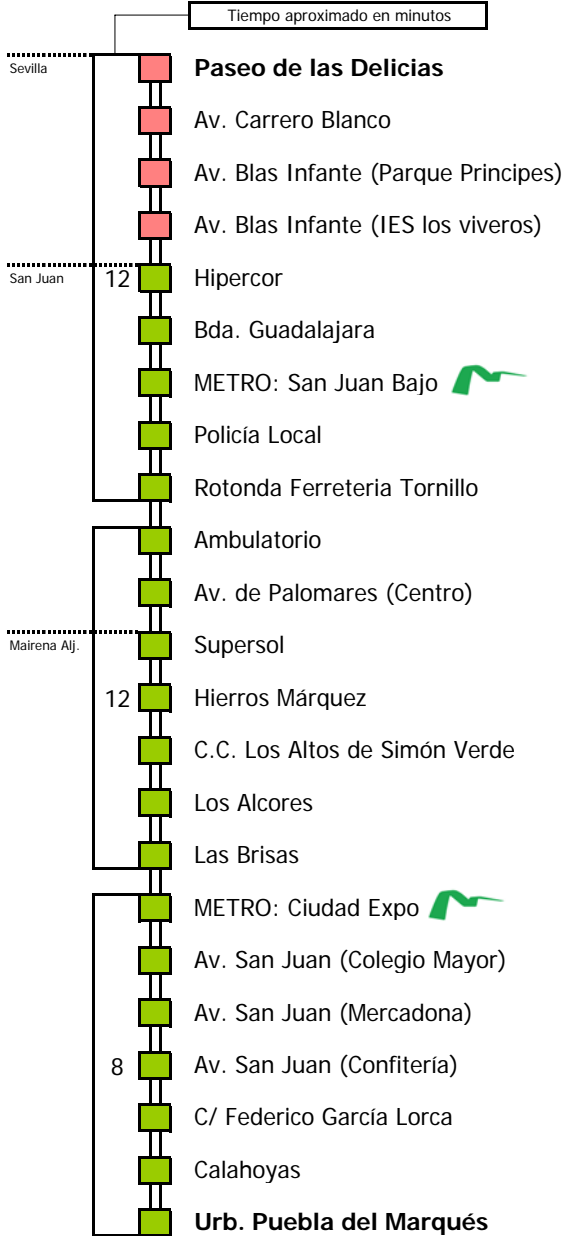 Tiempo aproximado en minutos
Sevilla
Paseo de las Delicias
Av. Carrero Blanco
Av. Blas Infante (Parque Principes)
Av. Blas Infante (IES los viveros)
San Juan
12
Hipercor
Bda. Guadalajara
METRO: San Juan Bajo
Policía Local
Rotonda Ferreteria Tornillo
Ambulatorio
Av. de Palomares (Centro)
Mairena Alj.
Supersol
12
Hierros Márquez
C.C. Los Altos de Simón Verde
Los Alcores
Las Brisas
METRO: Ciudad Expo
Av. San Juan (Colegio Mayor)
Av. San Juan (Mercadona)
8
Av. San Juan (Confitería)
C/ Federico García Lorca
Calahoyas
Urb. Puebla del Marqués